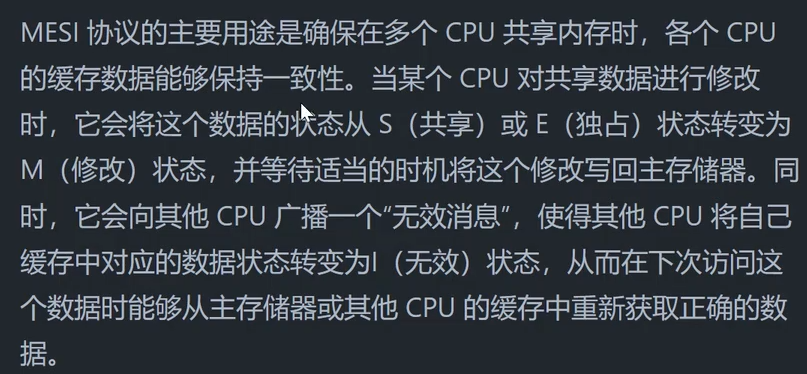 MESI 协议的主要用途是确保在多个 CPU 共享内存时，各个 CPU
的缓存数据能够保持一致性。当某个 CPU 对共享数据进行修改
时，它会将这个数据的状态从 S（共享）或 E（独占）状态转变为
M（修改）状态，并等待适当的时机将这个修改写回主存储器。同
时，它会向其他 CPU 广播一个“无效消息”，使得其他 CPU 将自己
缓存中对应的数据状态转变为I（无效）状态，从而在下次访问这
个数据时能够从主存储器或其他 CPU 的缓存中重新获取正确的数
据。